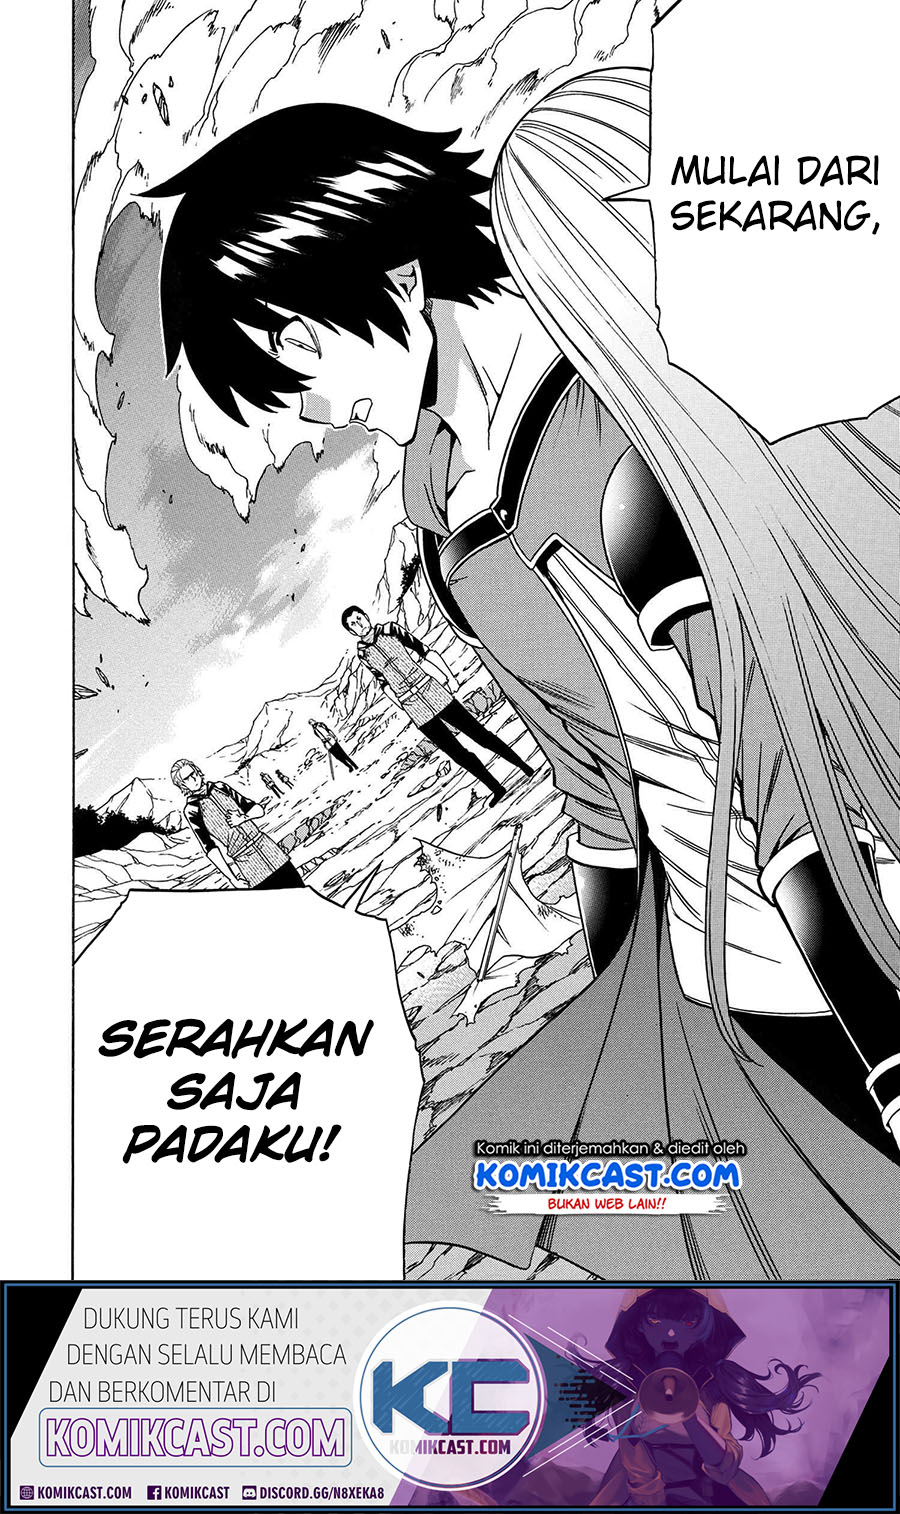 MULAI DARI
SEKARANG,
SERAHKAN
SAJA
PADAKU!
Komik ini diterjemahkan & diedit oleh
KOMIKCAST.COM
BUKAN WEB LAIN!!
DUKUNG TERUS KAMI
DENGAN SELALU MEMBACA
DAN BERKOMENTAR DI
KOMIKCAST.COM
KC
KOMIKCAST.COM
KOMIKCAST.COM KOMIKCAST DISCORD.GG/N8XEKA8